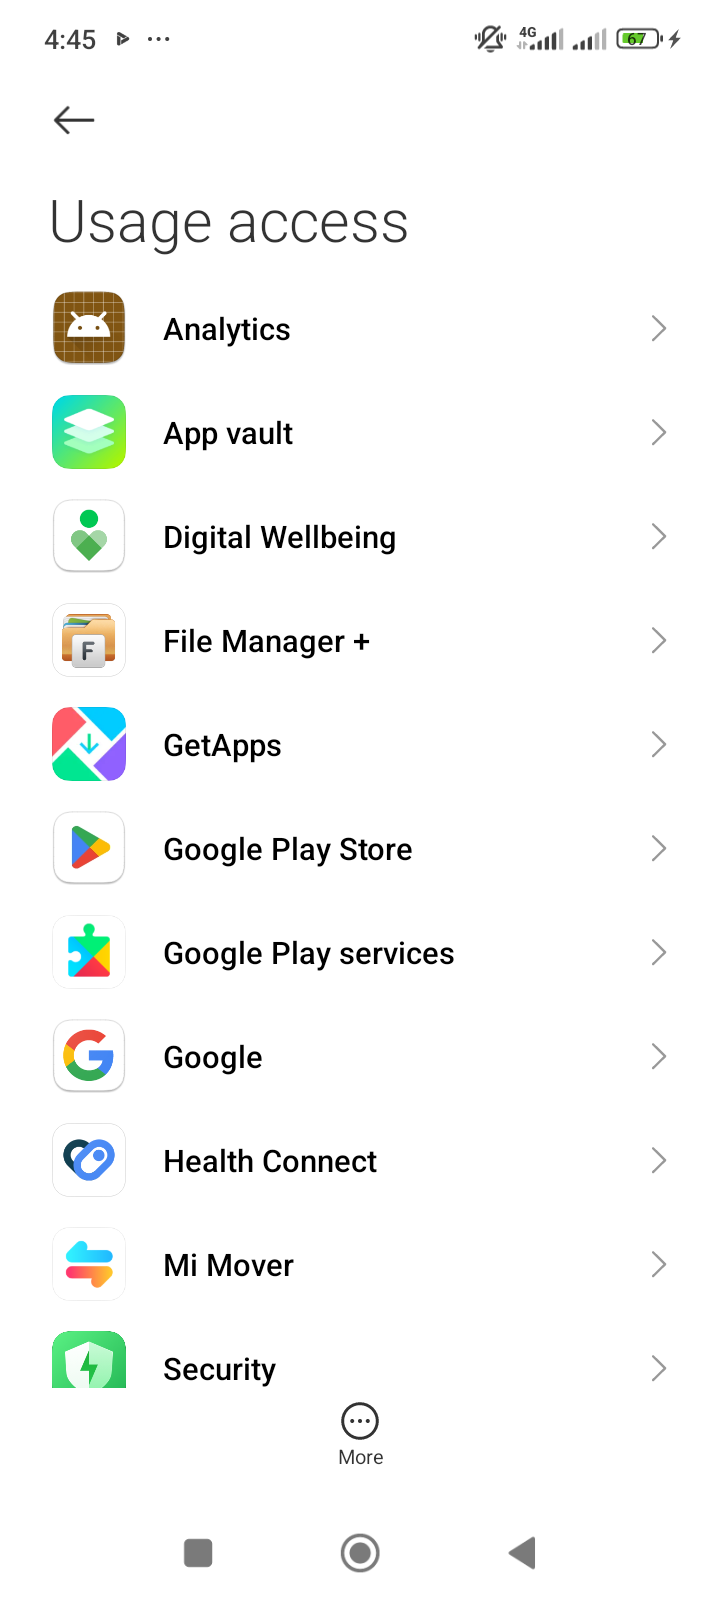 4:45
4G
67
Usage access
Analytics
App vault
Digital Wellbeing
F
File Manager +
GetApps
Google Play Store
Google Play services
Google
Health Connect
Mi Mover
Security
More